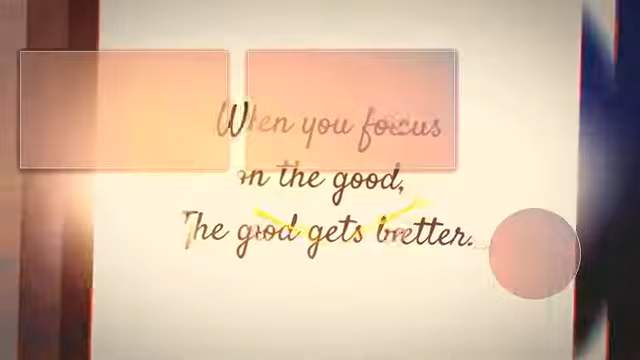 When you focus
on the good,
The good gets better.